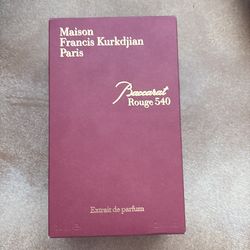 Maison
Francis Kurkdjian
Paris
Baccarat
Rouge 540
Extrait de parfum